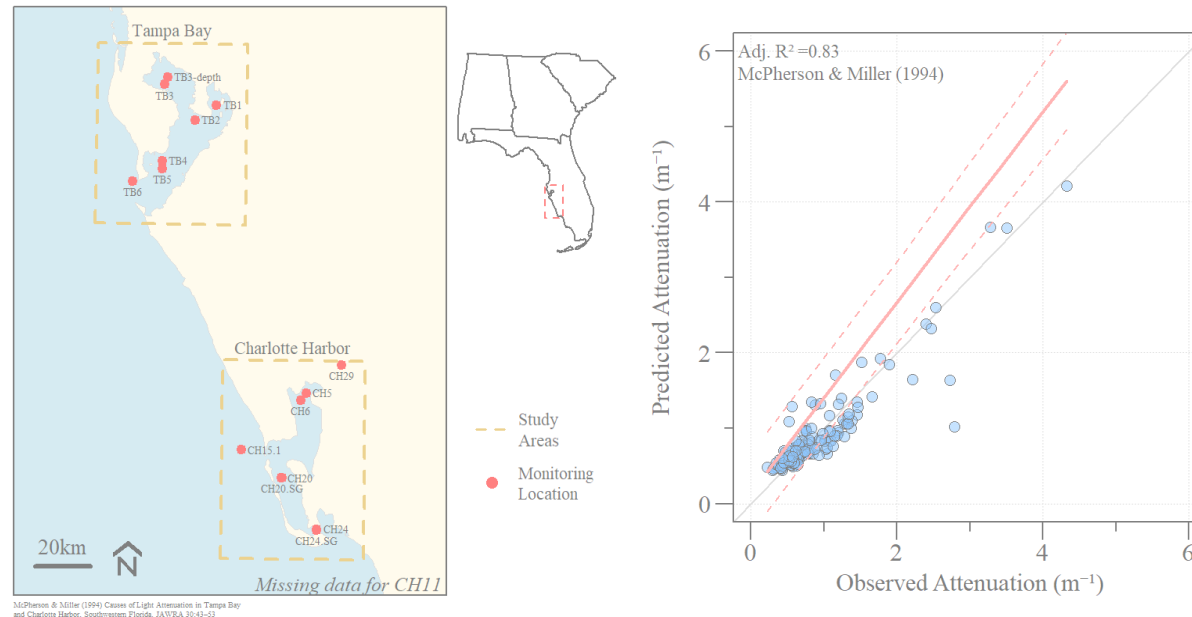 Tampa Bay
TB3-depth
TB3
TB1
TB2
TB4
TB5
TB6
Charlotte Harbor
CH29
CH5
CH6
CH15.1
CH20
CH20.SG
CH24
CH24.SG
20km
N
Missing data for CH11
McPherson & Miller (1994) Causes of Light Attenuation in Tampa Bay
and Charlotte Harbor, Southwestern Florida. JAWRA 30:43–53
Study
Areas
Monitoring
Location
Adj. R² =0.83
McPherson & Miller (1994)
Predicted Attenuation (m⁻¹)
6
4
2
0
0
2
4
6
Observed Attenuation (m⁻¹)